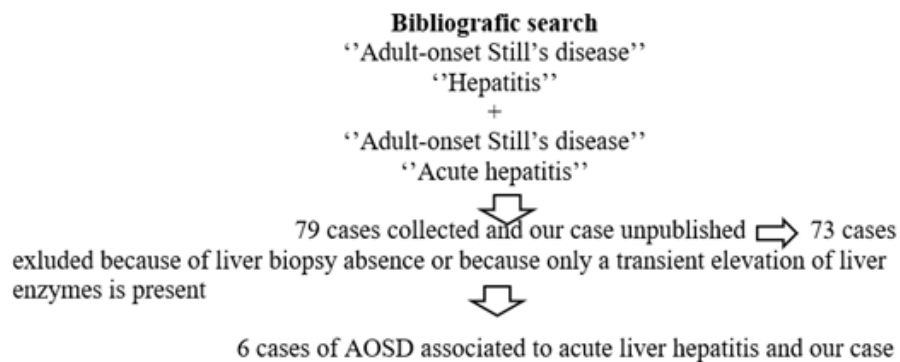 Bibliografic search
‘’Adult-onset Still’s disease’’
‘’Hepatitis’’
+
‘’Adult-onset Still’s disease’’
‘’Acute hepatitis’’
79 cases collected and our case unpublished 73 cases
exluded because of liver biopsy absence or because only a transient elevation of liver
enzymes is present
6 cases of AOSD associated to acute liver hepatitis and our case